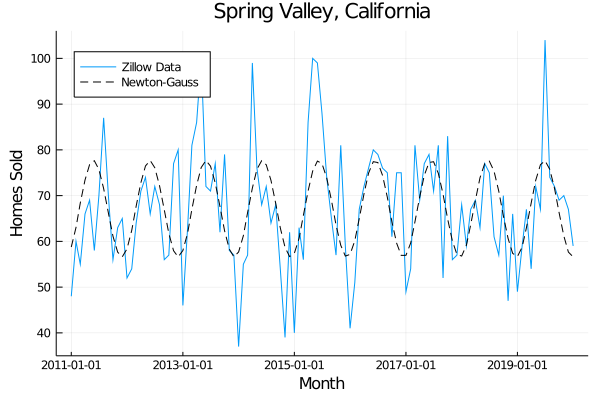 Spring Valley, California
Zillow Data
Newton-Gauss
Homes Sold
100
90
80
70
60
50
40
2011-01-01 2013-01-01 2015-01-01 2017-01-01 2019-01-01
Month